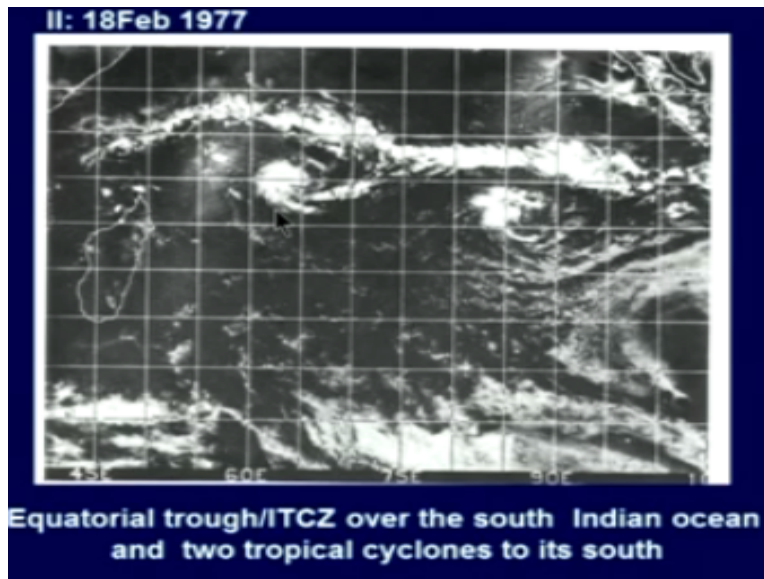 II: 18Feb 1977
45E 60E 75E 90E
Equatorial trough/ITCZ over the south Indian ocean
and two tropical cyclones to its south